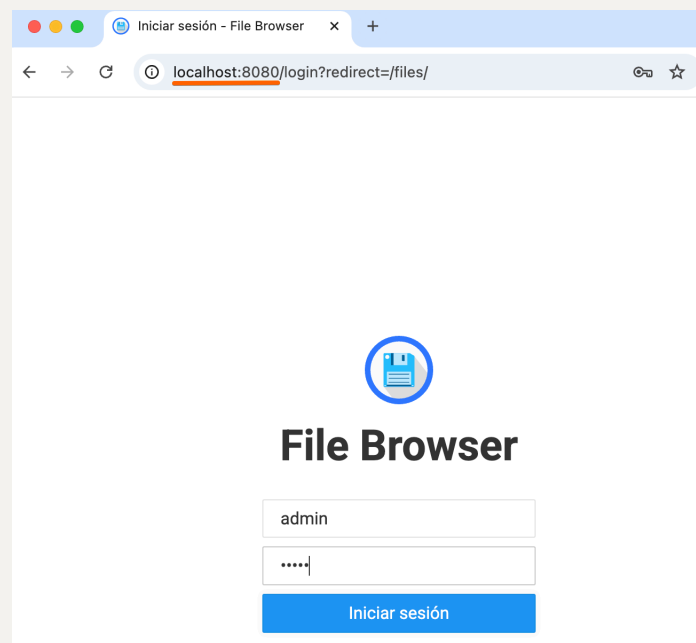 Iniciar sesión - File Browser
localhost:8080/login?redirect=/files/
File Browser
admin
•••••
Iniciar sesión